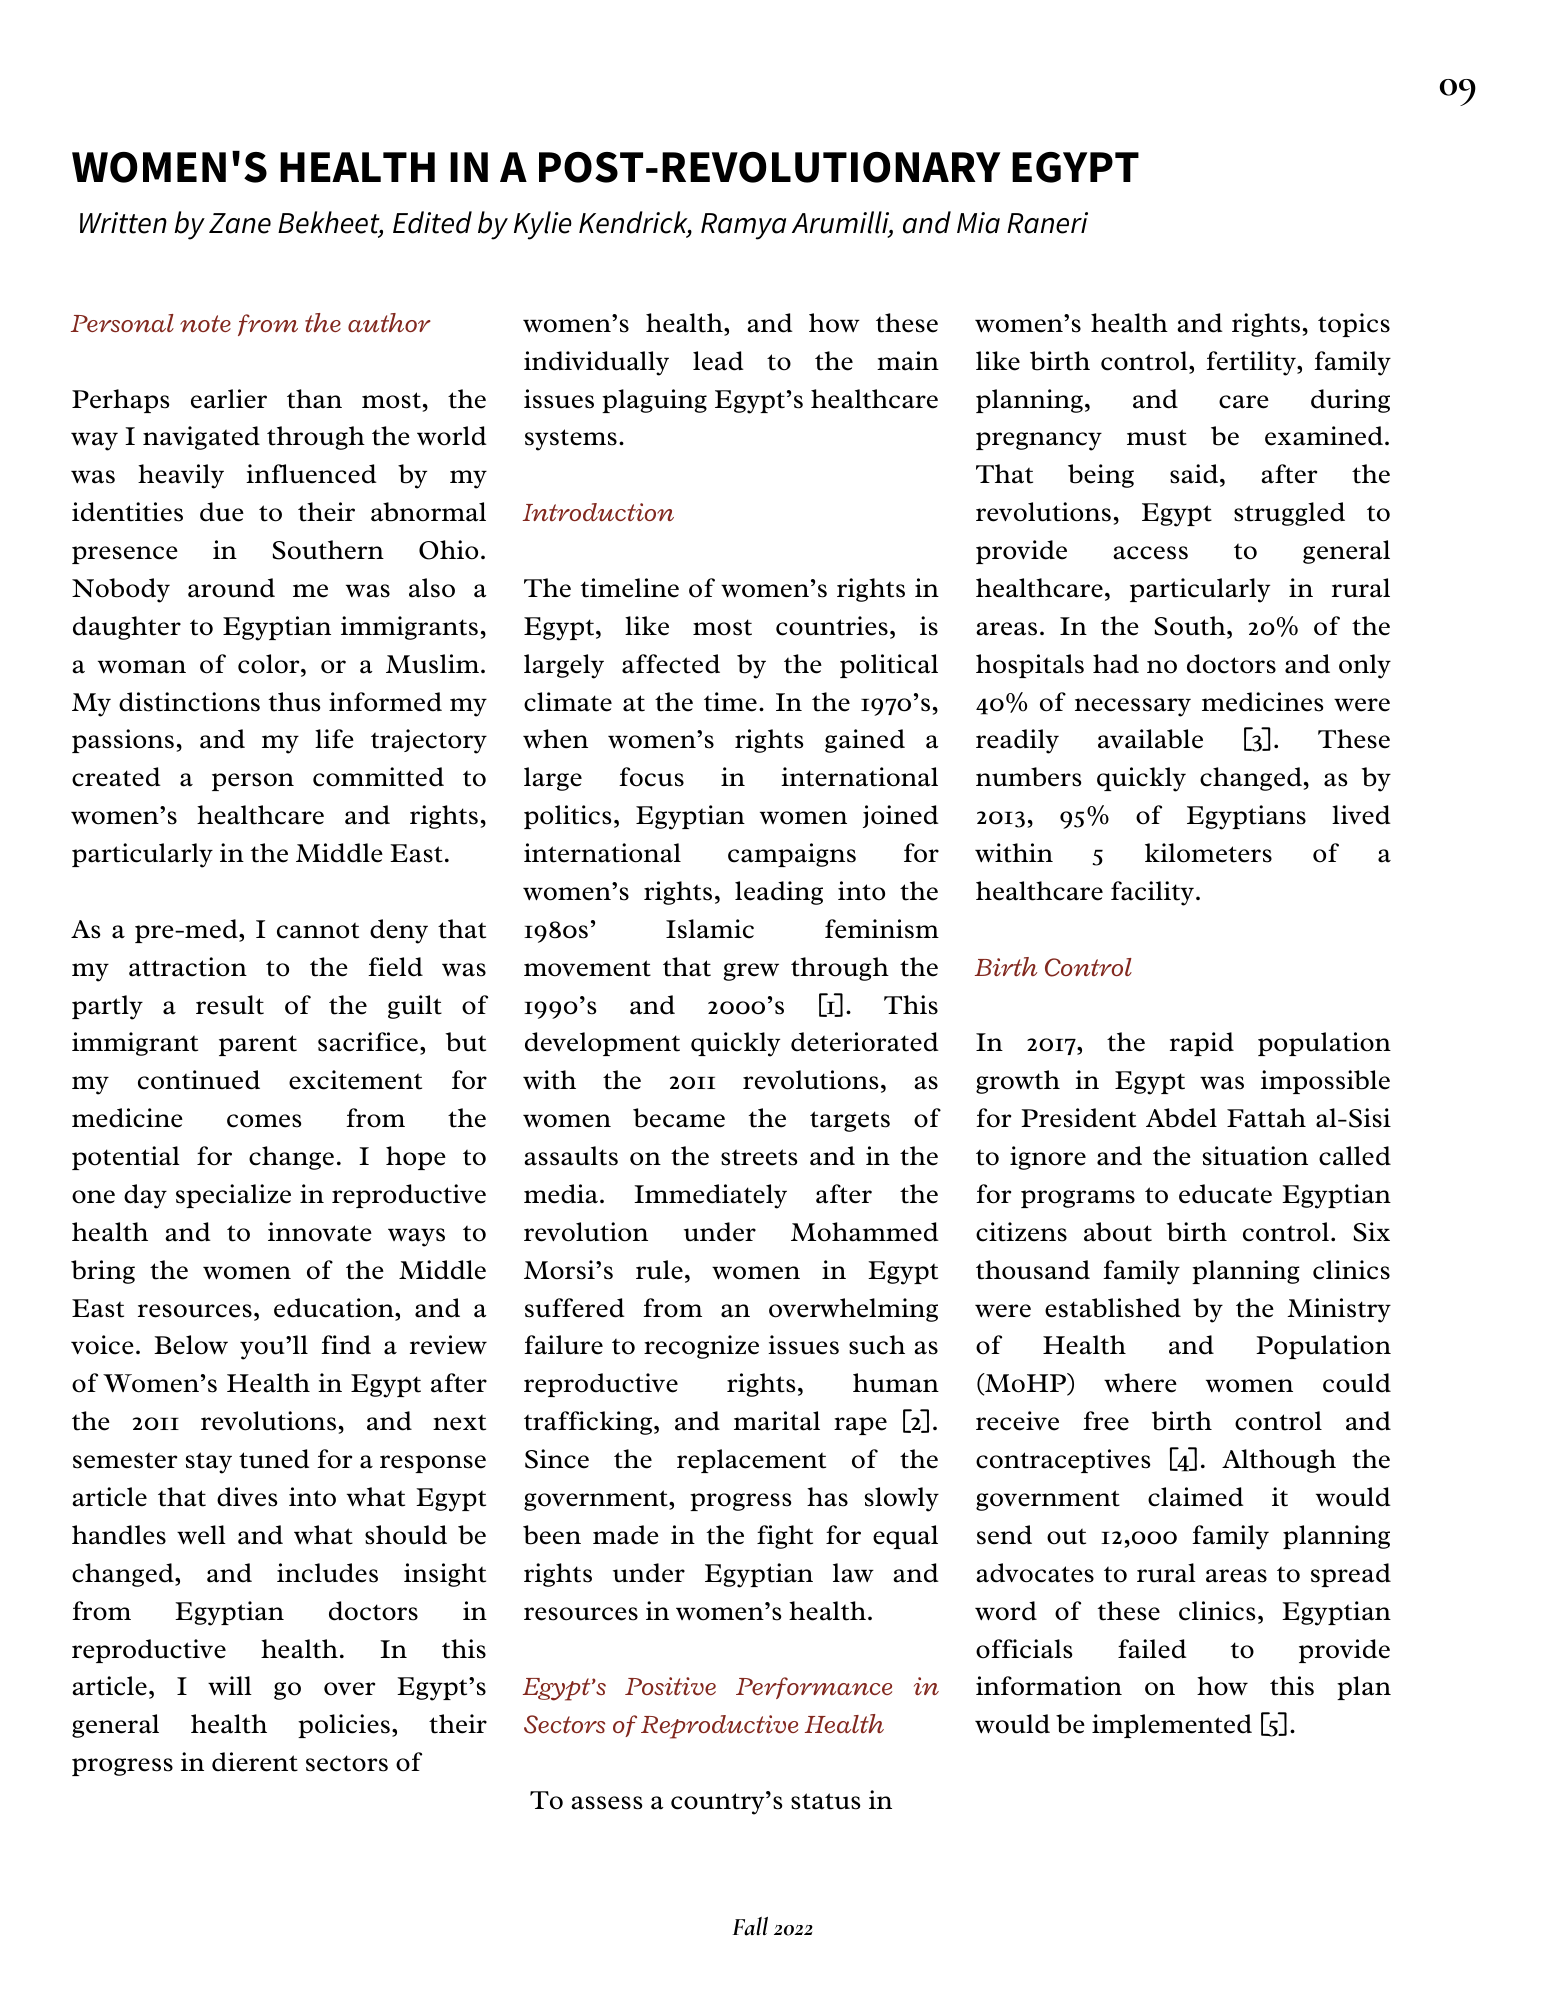 09
WOMEN'S HEALTH IN A POST-REVOLUTIONARY EGYPT
Written by Zane Bekheet, Edited by Kylie Kendrick, Ramya Arumilli, and Mia Raneri
Personal note from the author
Perhaps earlier than most, the
way I navigated through the world
was heavily influenced by my
identities due to their abnormal
presence in Southern Ohio.
Nobody around me was also a
daughter to Egyptian immigrants,
a woman of color, or a Muslim.
My distinctions thus informed my
passions, and my life trajectory
created a person committed to
women’s healthcare and rights,
particularly in the Middle East.
As a pre-med, I cannot deny that
my attraction to the field was
partly a result of the guilt of
immigrant parent sacrifice, but
my continued excitement for
medicine comes from the
potential for change. I hope to
one day specialize in reproductive
health and to innovate ways to
bring the women of the Middle
East resources, education, and a
voice. Below you’ll find a review
of Women’s Health in Egypt after
the 2011 revolutions, and next
semester stay tuned for a response
article that dives into what Egypt
handles well and what should be
changed, and includes insight
from Egyptian doctors in
reproductive health. In this
article, I will go over Egypt’s
general health policies, their
progress in dierent sectors of
women’s health, and how these
individually lead to the main
issues plaguing Egypt’s healthcare
systems.
Introduction
The timeline of women’s rights in
Egypt, like most countries, is
largely affected by the political
climate at the time. In the 1970’s,
when women’s rights gained a
large focus in international
politics, Egyptian women joined
international campaigns for
women’s rights, leading into the
1980s’ Islamic feminism
movement that grew through the
1990’s and 2000’s [1]. This
development quickly deteriorated
with the 2011 revolutions, as
women became the targets of
assaults on the streets and in the
media. Immediately after the
revolution under Mohammed
Morsi’s rule, women in Egypt
suffered from an overwhelming
failure to recognize issues such as
reproductive rights, human
trafficking, and marital rape [2].
Since the replacement of the
government, progress has slowly
been made in the fight for equal
rights under Egyptian law and
resources in women’s health.
Egypt’s Positive Performance in
Sectors of Reproductive Health
To assess a country’s status in
women’s health and rights, topics
like birth control, fertility, family
planning, and care during
pregnancy must be examined.
That being said, after the
revolutions, Egypt struggled to
provide access to general
healthcare, particularly in rural
areas. In the South, 20% of the
hospitals had no doctors and only
40% of necessary medicines were
readily available [3]. These
numbers quickly changed, as by
2013, 95% of Egyptians lived
within 5 kilometers of a
healthcare facility.
Birth Control
In 2017, the rapid population
growth in Egypt was impossible
for President Abdel Fattah al-Sisi
to ignore and the situation called
for programs to educate Egyptian
citizens about birth control. Six
thousand family planning clinics
were established by the Ministry
of Health and Population
(MoHP) where women could
receive free birth control and
contraceptives [4]. Although the
government claimed it would
send out 12,000 family planning
advocates to rural areas to spread
word of these clinics, Egyptian
officials failed to provide
information on how this plan
would be implemented [5].
Fall 2022